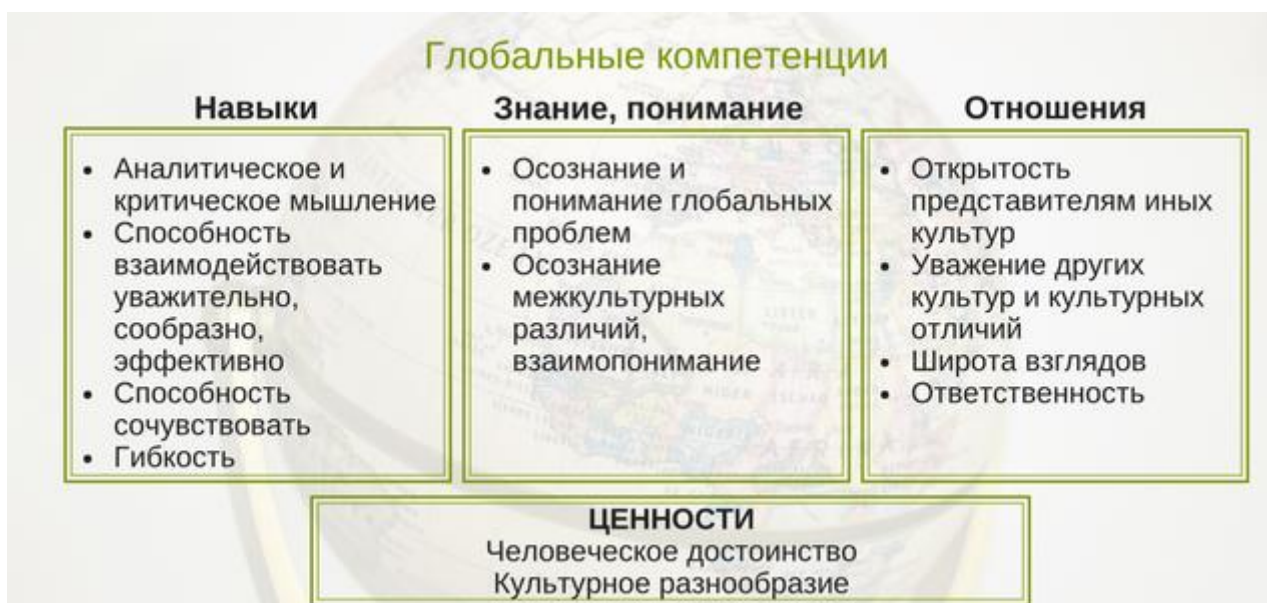 Глобальные компетенции
Навыки
• Аналитическое и
критическое мышление
• Способность
взаимодействовать
уважительно,
сообразно,
эффективно
• Способность
сочувствовать
• Гибкость
Знание, понимание
• Осознание и
понимание глобальных
проблем
• Осознание
межкультурных
различий,
взаимопонимание
Отношения
• Открытость
представителям иных
культур
• Уважение других
культур и культурных
отличий
• Широта взглядов
• Ответственность
ЦЕННОСТИ
Человеческое достоинство
Культурное разнообразие